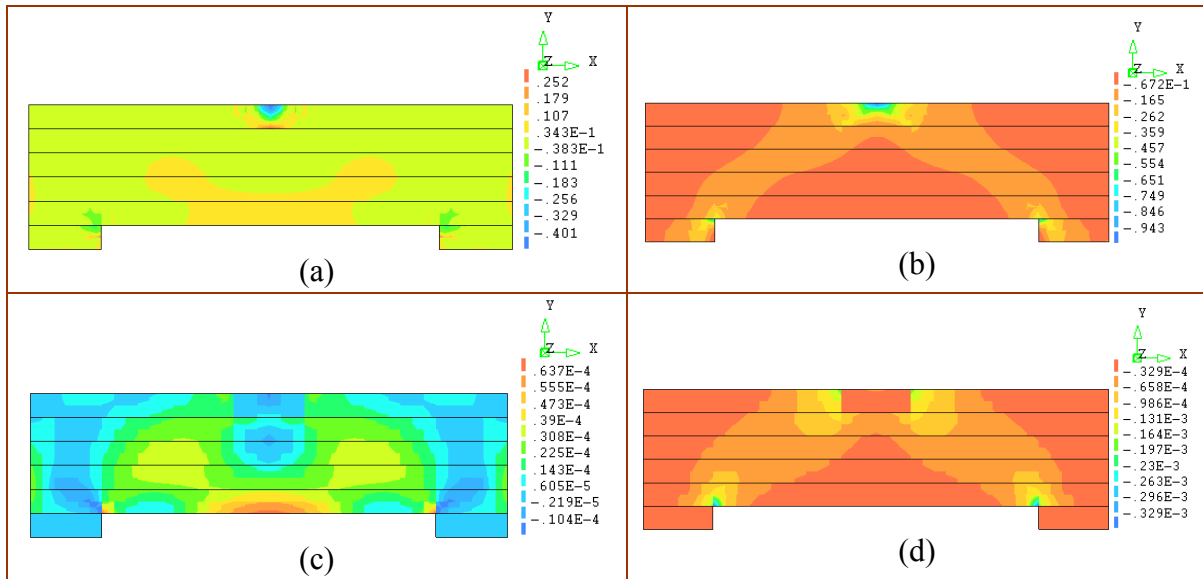 Y
Z X
.252
.179
.107
.343E-1
-.383E-1
-.111
-.183
-.256
-.329
-.401
(a)
Y
Z X
-.672E-1
-.165
-.262
-.359
-.457
-.554
-.651
-.749
-.846
-.943
(b)
Y
Z X
.637E-4
.555E-4
.473E-4
.39E-4
.308E-4
.225E-4
.143E-4
.605E-5
-.219E-5
-.104E-4
(c)
Y
Z X
-.329E-4
-.658E-4
-.986E-4
-.131E-3
-.164E-3
-.197E-3
-.23E-3
-.263E-3
-.296E-3
-.329E-3
(d)